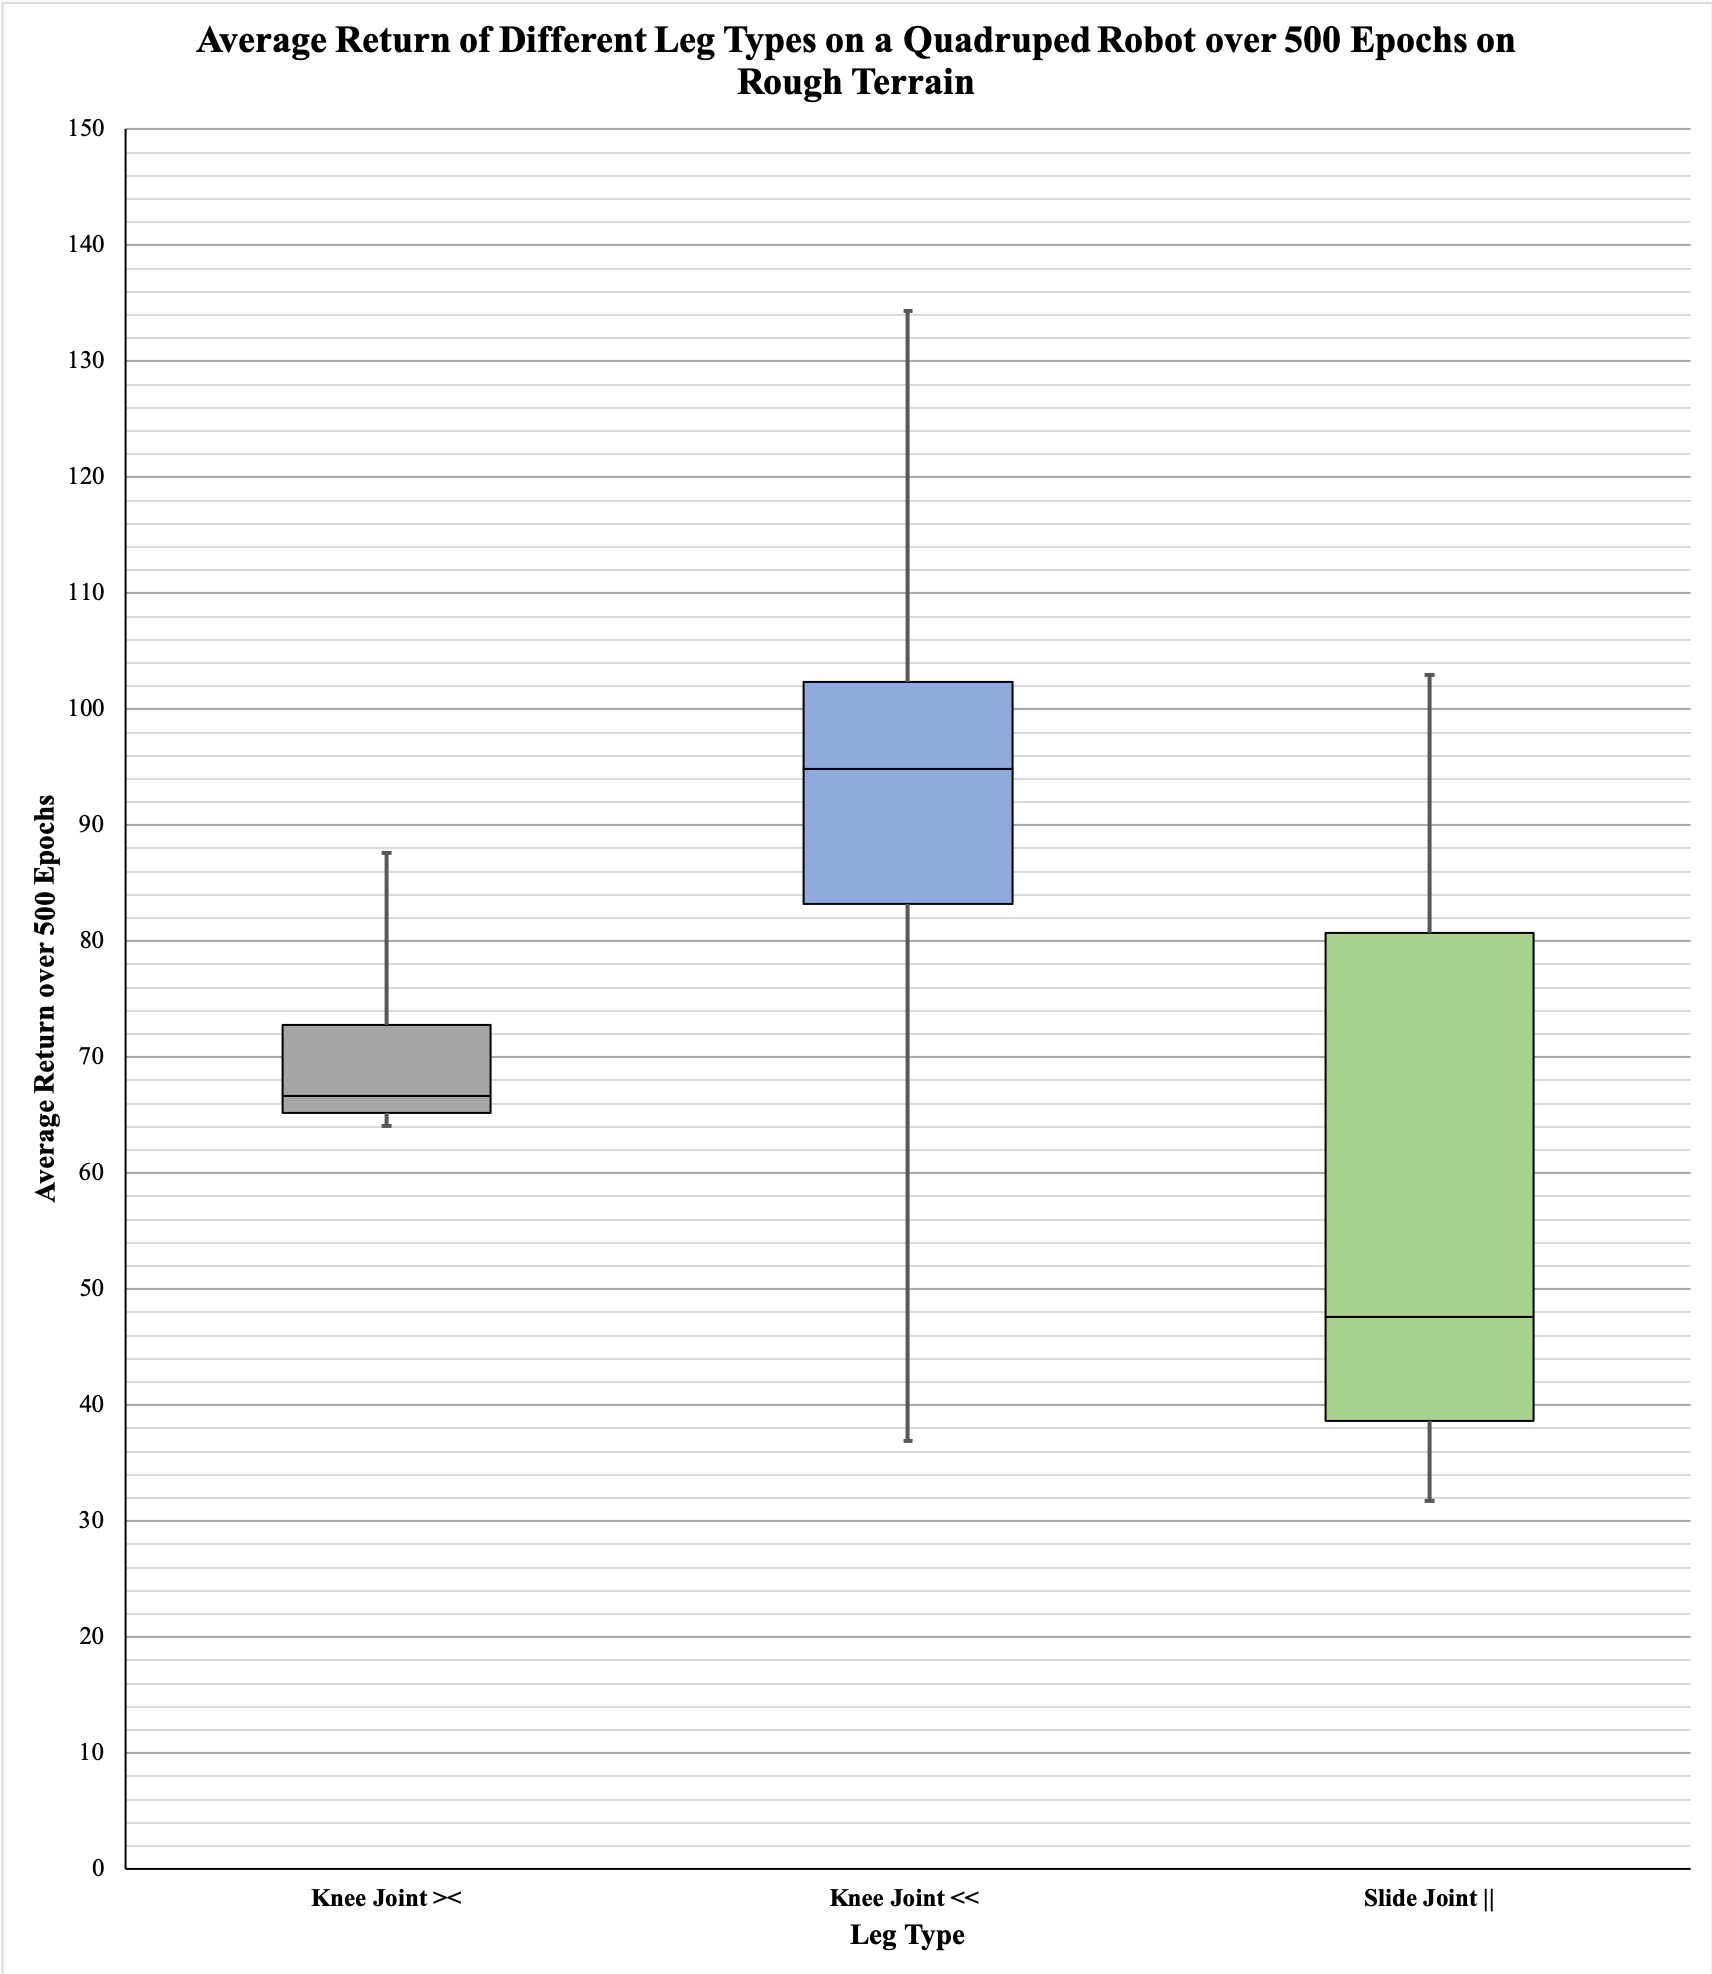 Average Return of Different Leg Types on a Quadruped Robot over 500 Epochs on
Rough Terrain
150
140
130
120
110
100
90
80
70
60
50
40
30
20
10
0
Average Return over 500 Epochs
Knee Joint ><
Knee Joint <<
Slide Joint ||
Leg Type